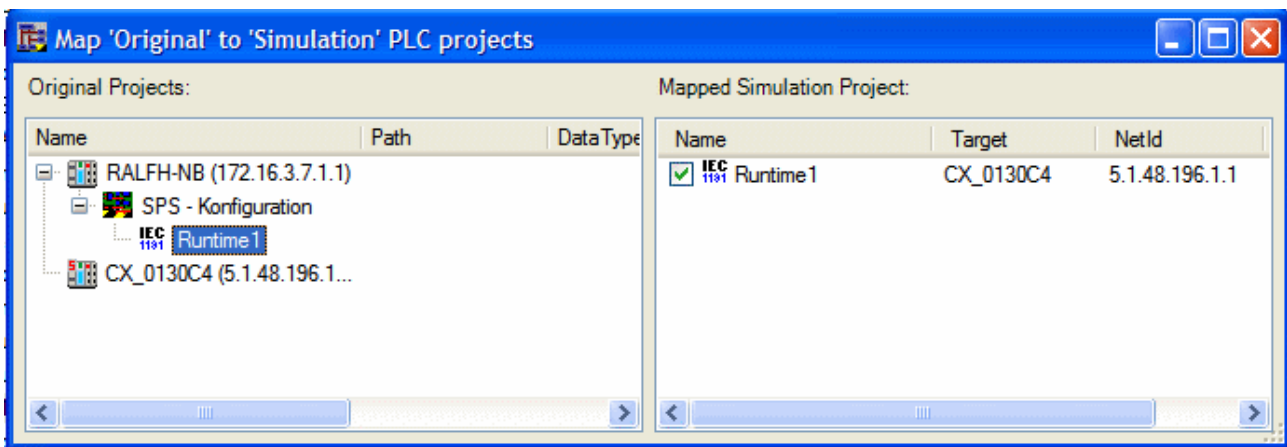 Map 'Original' to 'Simulation' PLC projects
Original Projects:
Mapped Simulation Project:
Name Path DataType
Name Target NetId
RALFH-NB (172.16.3.7.1.1)
IEC 1131 Runtime1 CX_0130C4 5.1.48.196.1.1
SPS - Konfiguration
IEC 1131 Runtime1
CX_0130C4 (5.1.48.196.1...